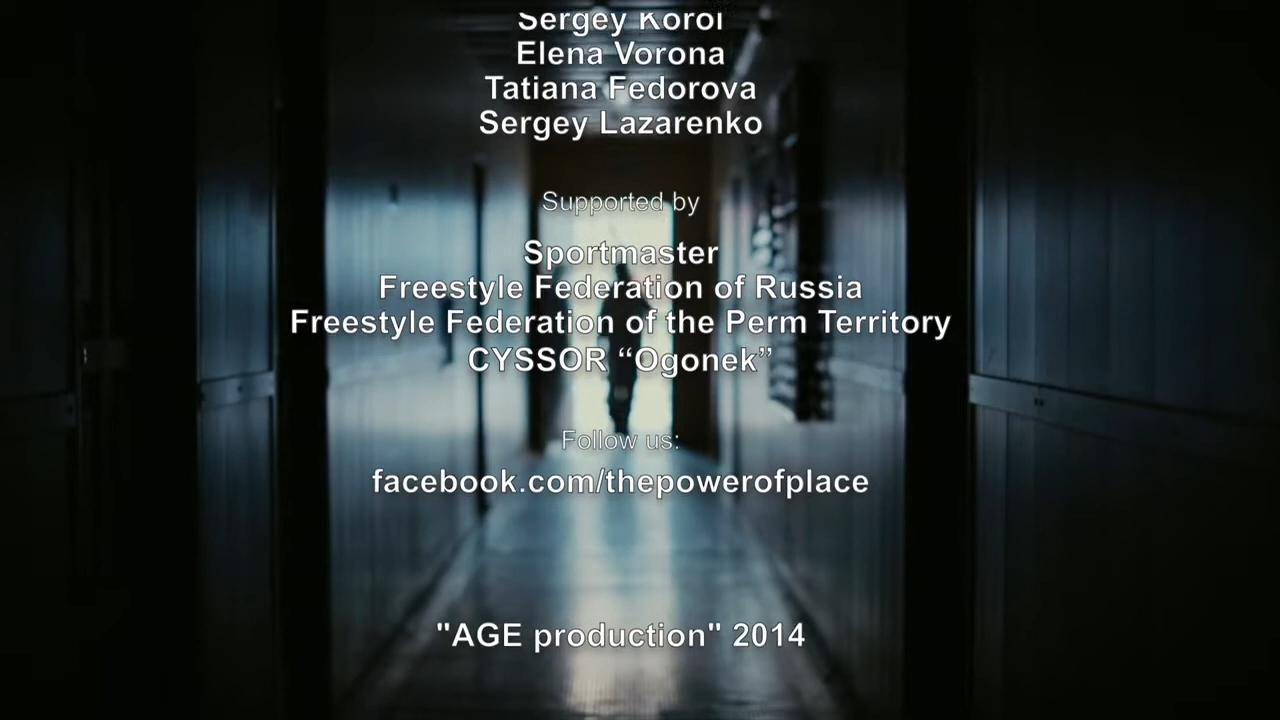 Sergey Korol
Elena Vorona
Tatiana Fedorova
Sergey Lazarenko
Supported by
Sportmaster
Freestyle Federation of Russia
Freestyle Federation of the Perm Territory
CYSSOR “Ogonek”
Follow us:
facebook.com/thepowerofplace
"AGE production" 2014